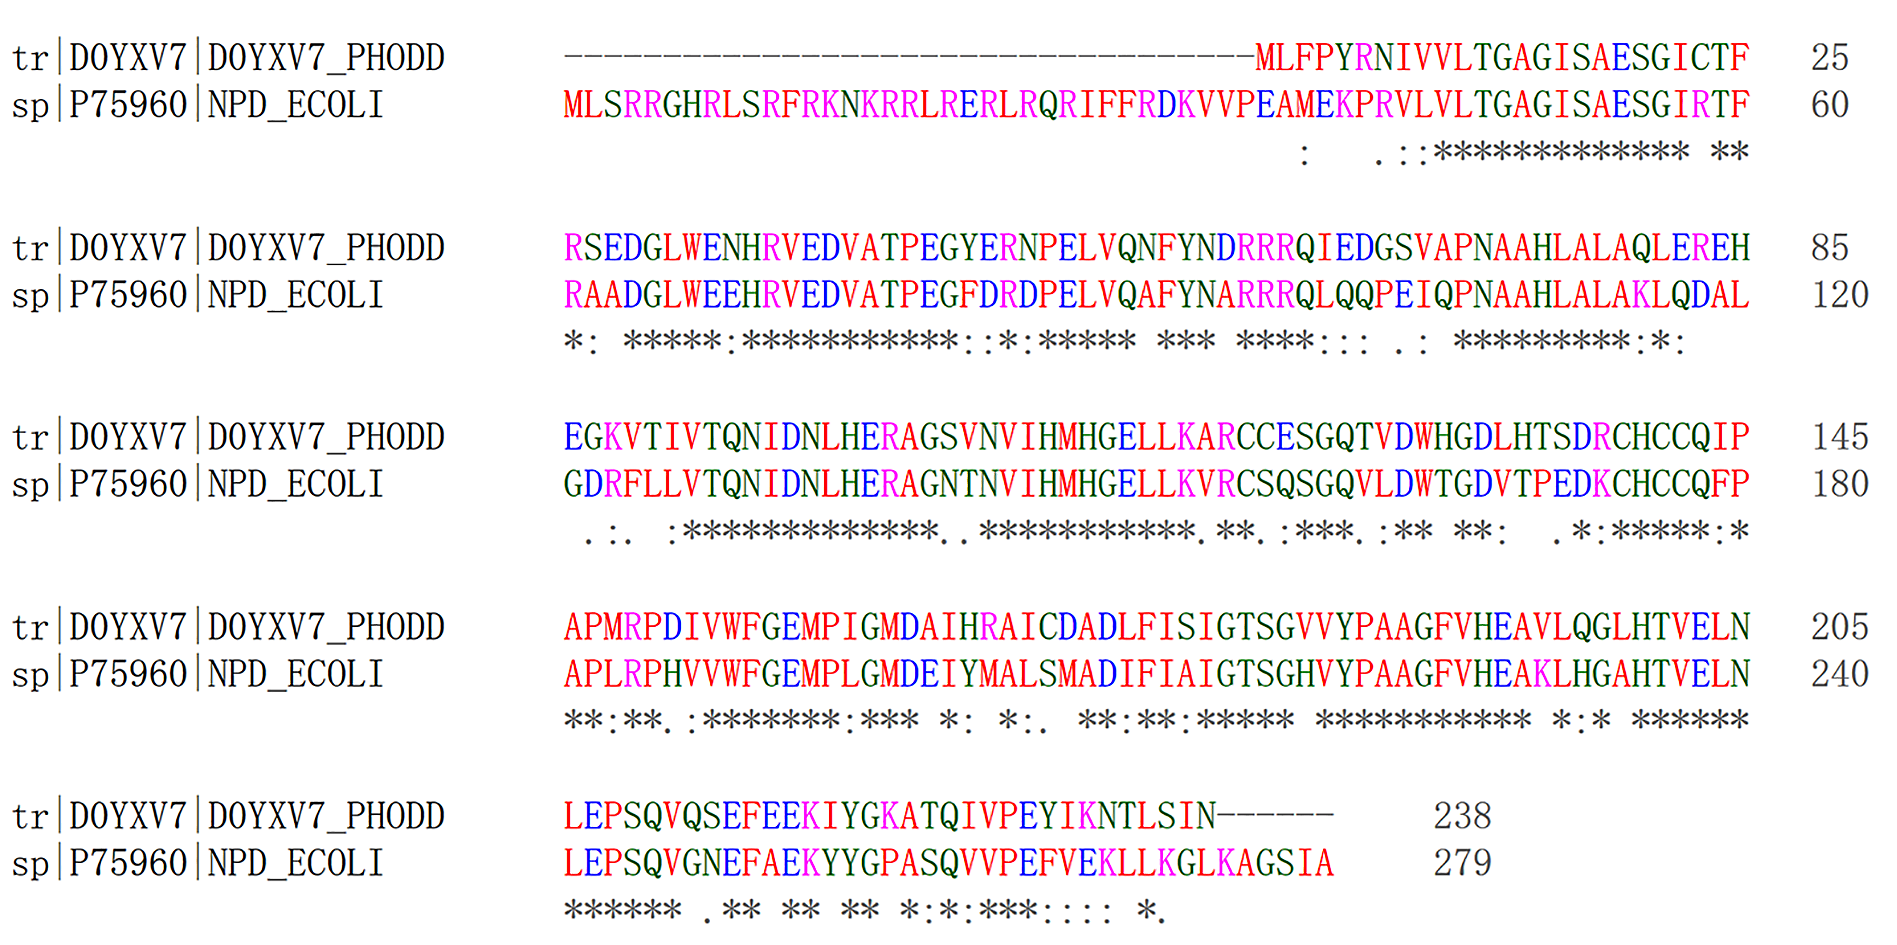 tr|D0YXV7|D0YXV7_PHODD -----------------------------------MLFPYRNIVVLTGAGISAESGICTF 25
sp|P75960|NPD_ECOLI MLSRRGHRLSRFRKNKRRLRERLRQRIFFRDKVVPEAMEKPRVLVLTGAGISAESGIRTF 60
:   .::************* **
tr|D0YXV7|D0YXV7_PHODD RSEDGLWENHRVEDVATPEGYERNPELVQNFYNDRRRQIEDGSVAPNAAHLALAQLEREH 85
sp|P75960|NPD_ECOLI RAADGLWEEHRVEDVATPEGFDRDPELVQAFYNARRRQLQQPEIQPNAAHLALAKLQDAL 120
*: *****:***********::*:***** *** ****::: .: *********:*:
tr|D0YXV7|D0YXV7_PHODD EGKVTIVTQNIDNLHERAGSVNVIHMHGELLKARCCESGQTVDWHGDLHTSDRCHCCQIP 145
sp|P75960|NPD_ECOLI GDRFLLVTQNIDNLHERAGNTNVIHMHGELLKVRCSQSGQVLDWTGDVTPEDKCHCCQFP 180
.:. :*************..***********.**.:***.:** **:  .*:*****:*
tr|D0YXV7|D0YXV7_PHODD APMRPDIVWFGEMPIGMDAIHRAICDADLFISIGTSGVVYPAAGFVHEAVLQGLHTVELN 205
sp|P75960|NPD_ECOLI APLRPHVVWFGEMPLGMDEIYMALSMADIFIAIGTSGHVYPAAGFVHEAKLHGAHTVELN 240
**:**.:*******:*** *: *:. **:**:***** *********** *:* ******
tr|D0YXV7|D0YXV7_PHODD LEPSQVQSEFEEKIYGKATQIVPEYIKNTLSIN------ 238
sp|P75960|NPD_ECOLI LEPSQVGNEFAEKYYGPASQVVPEFVEKLLKGLKAGSIA 279
****** .** ** ** *:*:***:::: *.